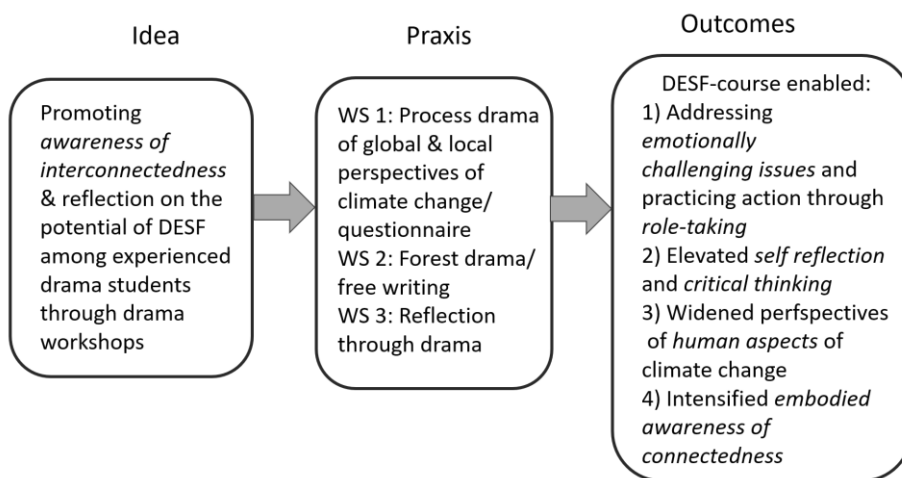 Idea
Promoting
awareness of
interconnectedness
& reflection on the
potential of DESF
among experienced
drama students
through drama
workshops
Praxis
WS 1: Process drama
of global & local
perspectives of
climate change/
questionnaire
WS 2: Forest drama/
free writing
WS 3: Reflection
through drama
Outcomes
DESF-course enabled:
1) Addressing
emotionally
challenging issues and
practicing action through
role-taking
2) Elevated self reflection
and critical thinking
3) Widened perfspectives
of human aspects of
climate change
4) Intensified embodied
awareness of
connectedness